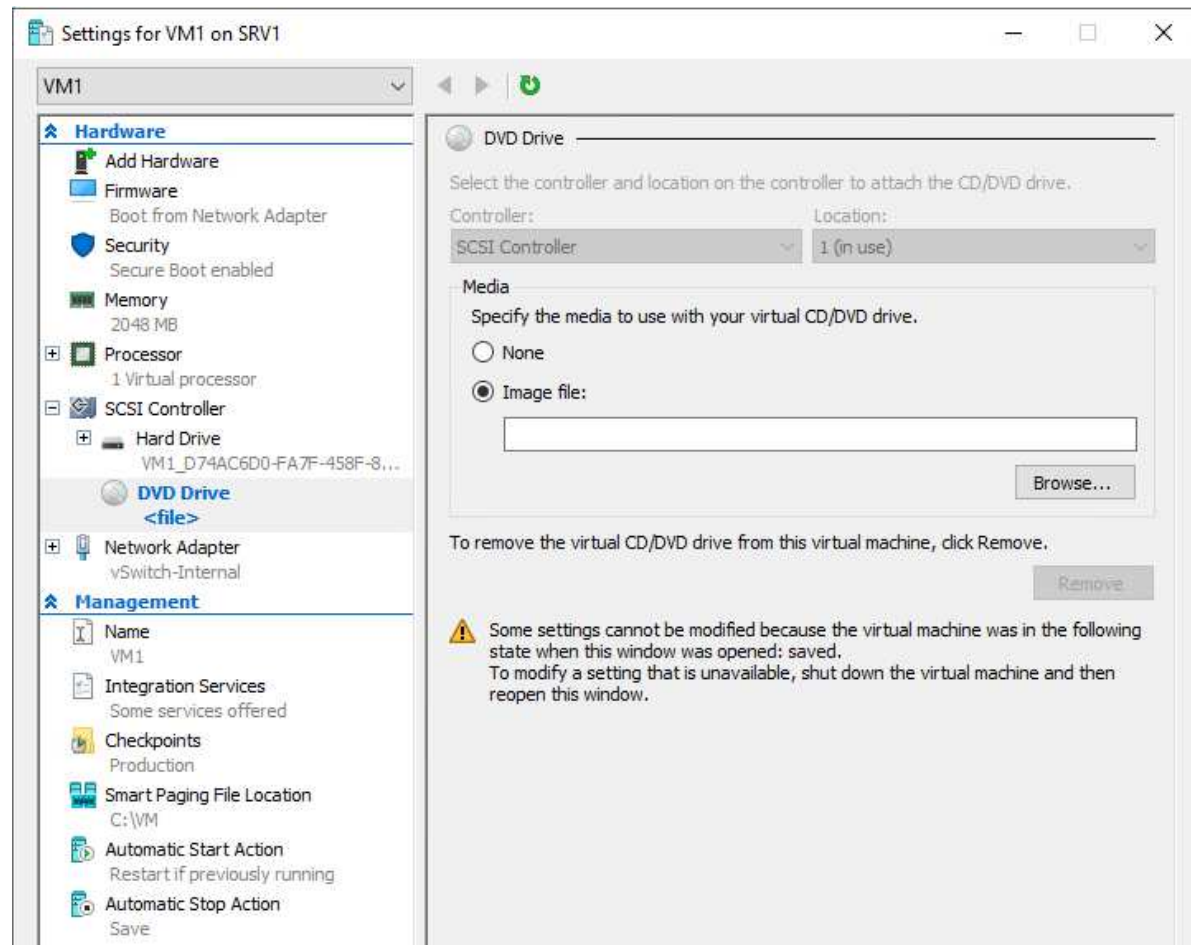 Settings for VM1 on SRV1
VM1
Hardware
Add Hardware
Firmware
Boot from Network Adapter
Security
Secure Boot enabled
Memory
2048 MB
Processor
1 Virtual processor
SCSI Controller
Hard Drive
VM1_D74AC6D0-FA7F-458F-8...
DVD Drive
<file>
Network Adapter
vSwitch-Internal
Management
Name
VM1
Integration Services
Some services offered
Checkpoints
Production
Smart Paging File Location
C:\VM
Automatic Start Action
Restart if previously running
Automatic Stop Action
Save
DVD Drive
Select the controller and location on the controller to attach the CD/DVD drive.
Controller: Location:
SCSI Controller 1 (in use)
Media
Specify the media to use with your virtual CD/DVD drive.
None
Image file:
Browse...
To remove the virtual CD/DVD drive from this virtual machine, click Remove.
Remove
Some settings cannot be modified because the virtual machine was in the following
state when this window was opened: saved.
To modify a setting that is unavailable, shut down the virtual machine and then
reopen this window.